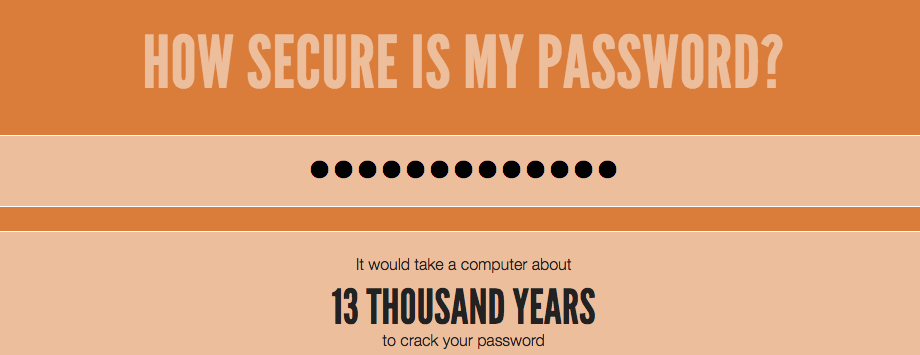 HOW SECURE IS MY PASSWORD?
●●●●●●●●●●●●●
It would take a computer about
13 THOUSAND YEARS
to crack your password